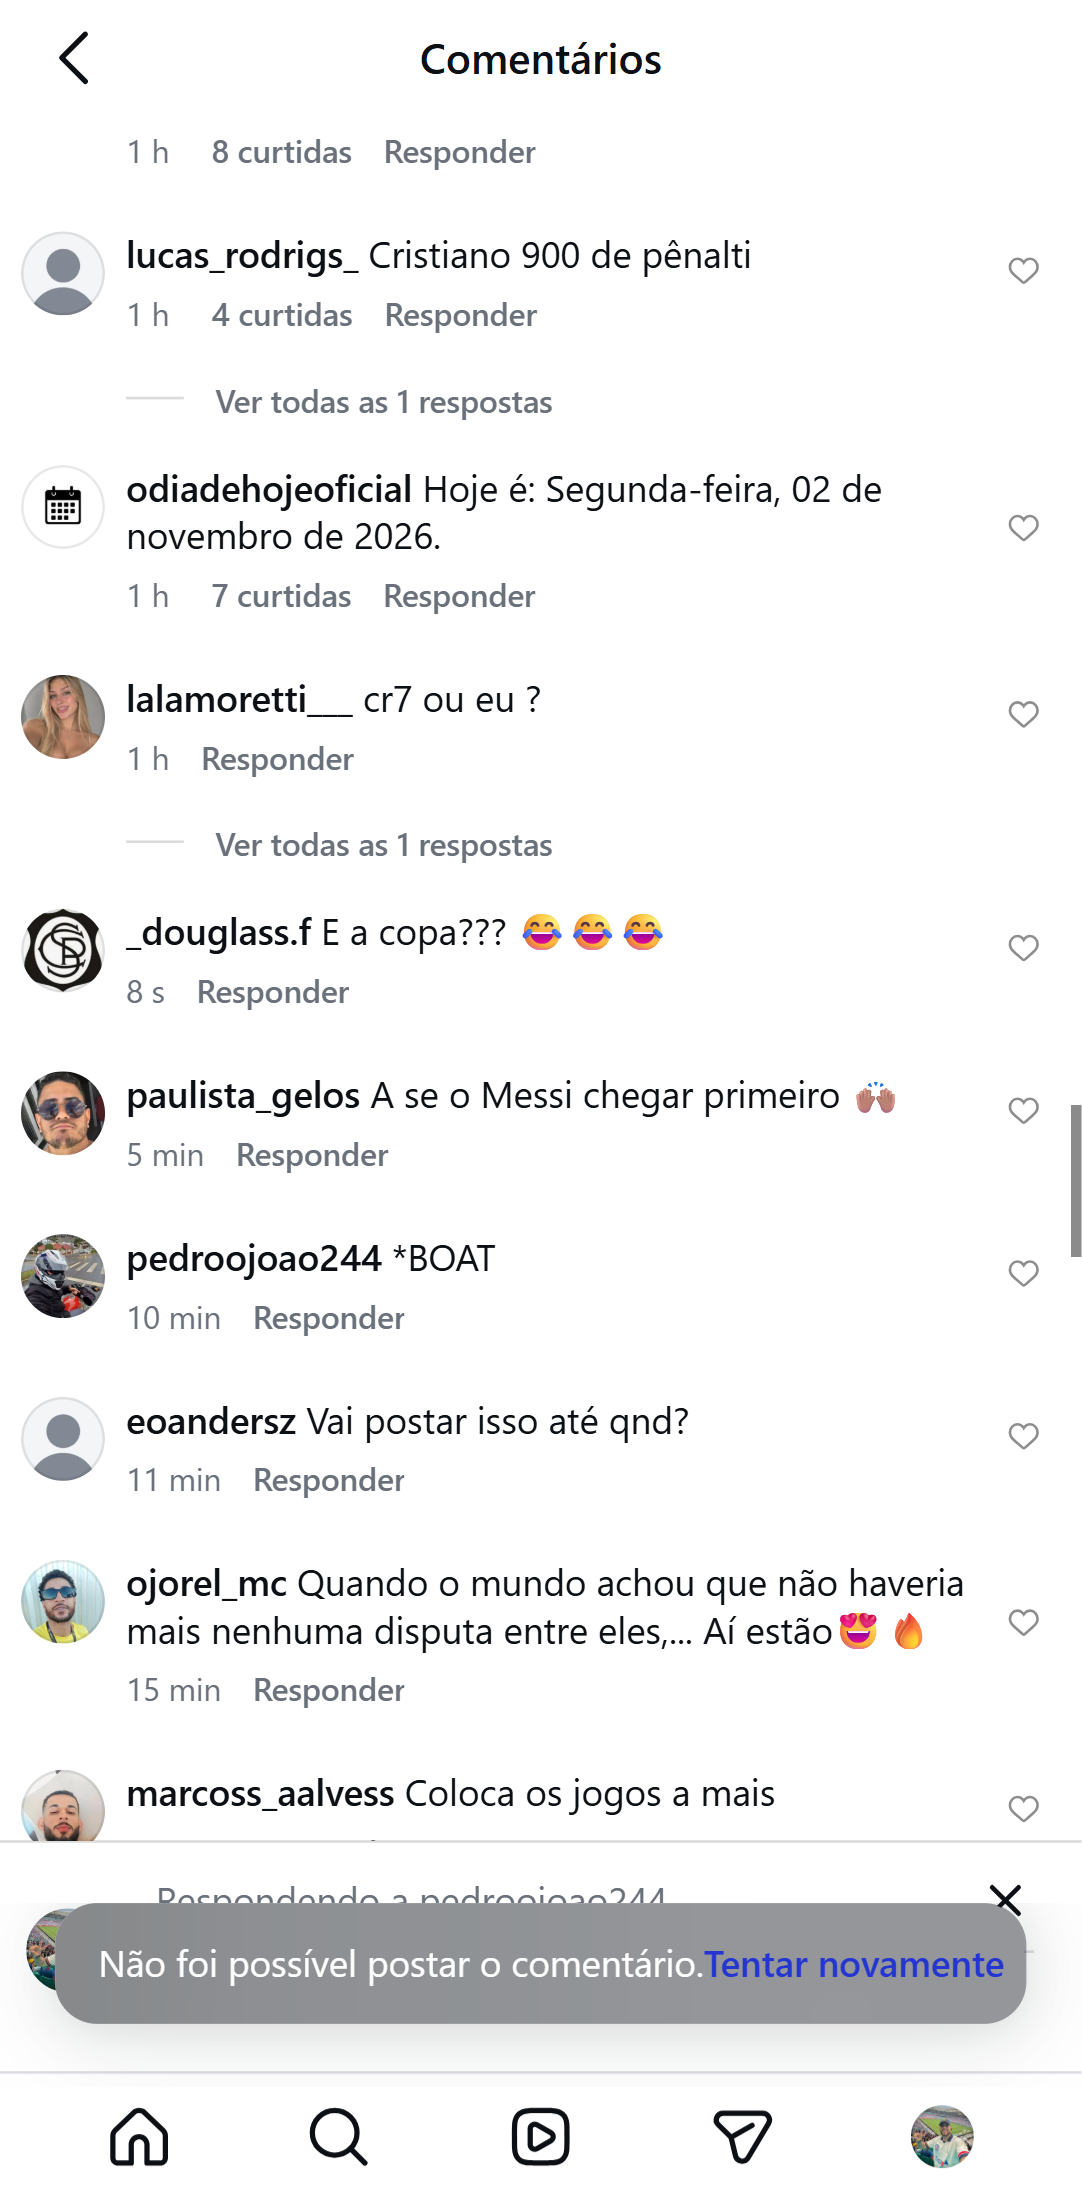 Comentários
1 h 8 curtidas Responder
lucas_rodrigs_ Cristiano 900 de pênalti
1 h 4 curtidas Responder
Ver todas as 1 respostas
odiadehojeoficial Hoje é: Segunda-feira, 02 de
novembro de 2026.
1 h 7 curtidas Responder
lalamoretti___ cr7 ou eu ?
1 h Responder
Ver todas as 1 respostas
_douglass.f E a copa??? 😂😂😂
8 s Responder
paulista_gelos A se o Messi chegar primeiro 🙌🏽
5 min Responder
pedroojoao244 *BOAT
10 min Responder
eoandersz Vai postar isso até qnd?
11 min Responder
ojorel_mc Quando o mundo achou que não haveria
mais nenhuma disputa entre eles,... Aí estão😍🔥
15 min Responder
marcoss_aalvess Coloca os jogos a mais
Respondendo a pedroojoao244
Não foi possível postar o comentário.Tentar novamente